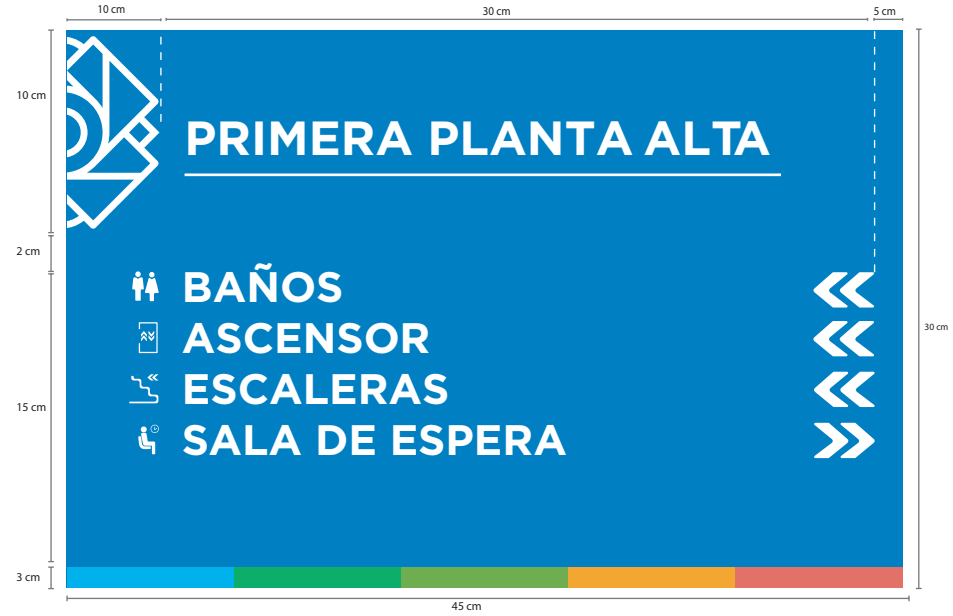 10 cm
30 cm
5 cm
10 cm
PRIMERA PLANTA ALTA
2 cm
BAÑOS
ASCENSOR
30 cm
ESCALERAS
15 cm
SALA DE ESPERA
3 cm
45 cm